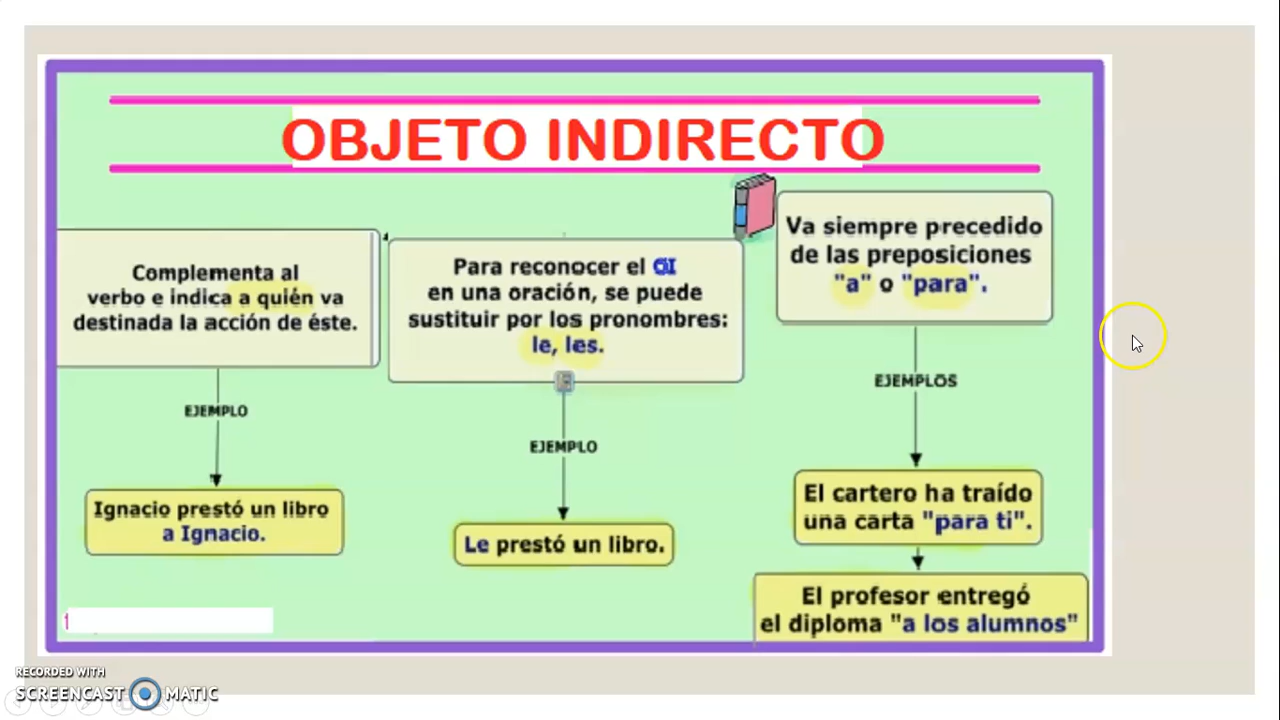 OBJETO INDIRECTO
Complementa al
verbo e indica a quién va
destinada la acción de éste.
EJEMPLO
Ignacio prestó un libro
a Ignacio.
Para reconocer el OI
en una oración, se puede
sustituir por los pronombres:
le, les.
EJEMPLO
Le prestó un libro.
Va siempre precedido
de las preposiciones
"a" o "para".
EJEMPLOS
El cartero ha traído
una carta "para ti".
El profesor entregó
el diploma "a los alumnos"
RECORDED WITH
SCREENCAST MATIC